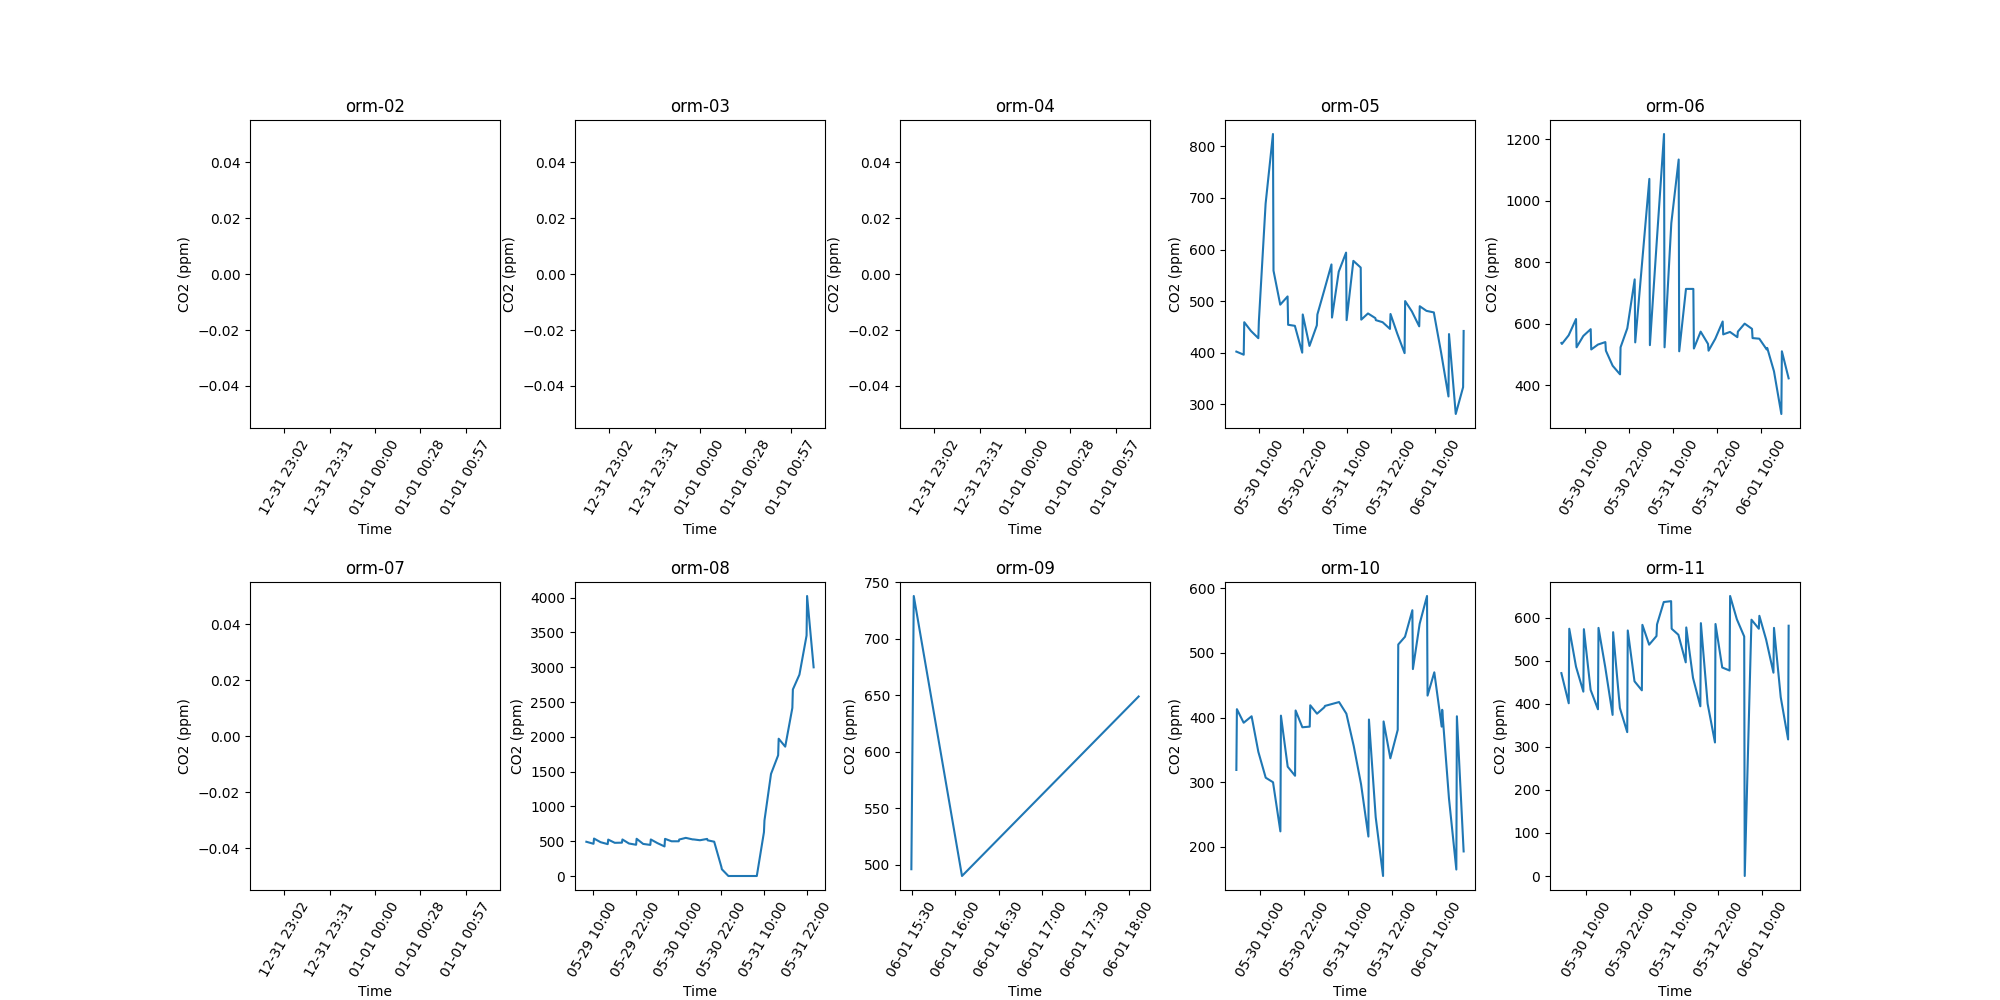 orm-02 orm-03 orm-04 orm-05 orm-06
CO2 (ppm) 0.04 0.02 0.00 −0.02 −0.04
12-31 23:02 12-31 23:31 01-01 00:00 01-01 00:28 01-01 00:57
Time
CO2 (ppm) 0.04 0.02 0.00 −0.02 −0.04
12-31 23:02 12-31 23:31 01-01 00:00 01-01 00:28 01-01 00:57
Time
CO2 (ppm) 0.04 0.02 0.00 −0.02 −0.04
12-31 23:02 12-31 23:31 01-01 00:00 01-01 00:28 01-01 00:57
Time
CO2 (ppm) 800 700 600 500 400 300
05-30 10:00 05-30 22:00 05-31 10:00 05-31 22:00 06-01 10:00
Time
CO2 (ppm) 1200 1000 800 600 400
05-30 10:00 05-30 22:00 05-31 10:00 05-31 22:00 06-01 10:00
Time
orm-07 orm-08 orm-09 orm-10 orm-11
CO2 (ppm) 0.04 0.02 0.00 −0.02 −0.04
12-31 23:02 12-31 23:31 01-01 00:00 01-01 00:28 01-01 00:57
Time
CO2 (ppm) 4000 3500 3000 2500 2000 1500 1000 500 0
05-29 10:00 05-29 22:00 05-30 10:00 05-30 22:00 05-31 10:00 05-31 22:00
Time
CO2 (ppm) 750 700 650 600 550 500
06-01 15:30 06-01 16:00 06-01 16:30 06-01 17:00 06-01 17:30 06-01 18:00
Time
CO2 (ppm) 600 500 400 300 200
05-30 10:00 05-30 22:00 05-31 10:00 05-31 22:00 06-01 10:00
Time
CO2 (ppm) 600 500 400 300 200 100 0
05-30 10:00 05-30 22:00 05-31 10:00 05-31 22:00 06-01 10:00
Time